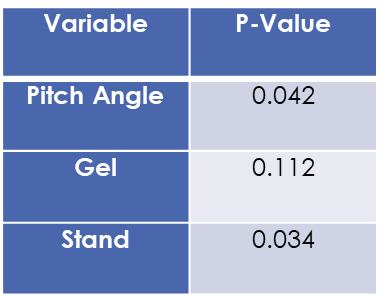 Variable P-Value
Pitch Angle 0.042
Gel 0.112
Stand 0.034